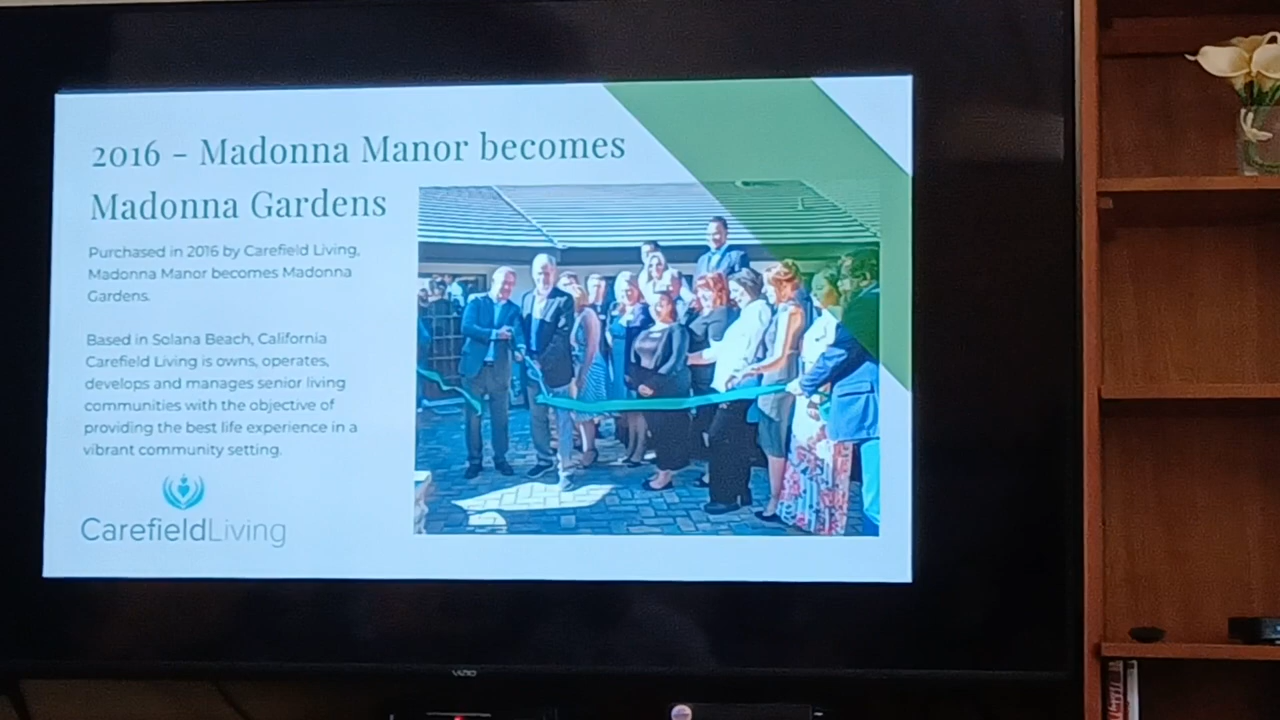 2016 – Madonna Manor becomes
Madonna Gardens
Purchased in 2016 by Carefield Living,
Madonna Manor becomes Madonna
Gardens.
Based in Solana Beach, California
Carefield Living is owns, operates,
develops and manages senior living
communities with the objective of
providing the best life experience in a
vibrant community setting.
CarefieldLiving
VIZIO